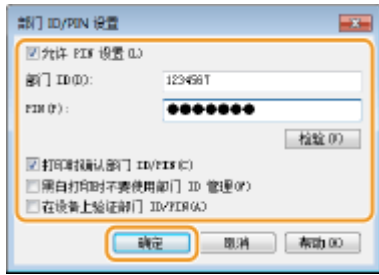 部门 ID/PIN 设置
允许 PIN 设置(L)
部门 ID(D): 1234567
PIN(P): ●●●●●●●
检验(V)
打印时确认部门 ID/PIN(C)
黑白打印时不要使用部门 ID 管理(M)
在设备上验证部门 ID/PIN(A)
确定 取消 帮助(H)